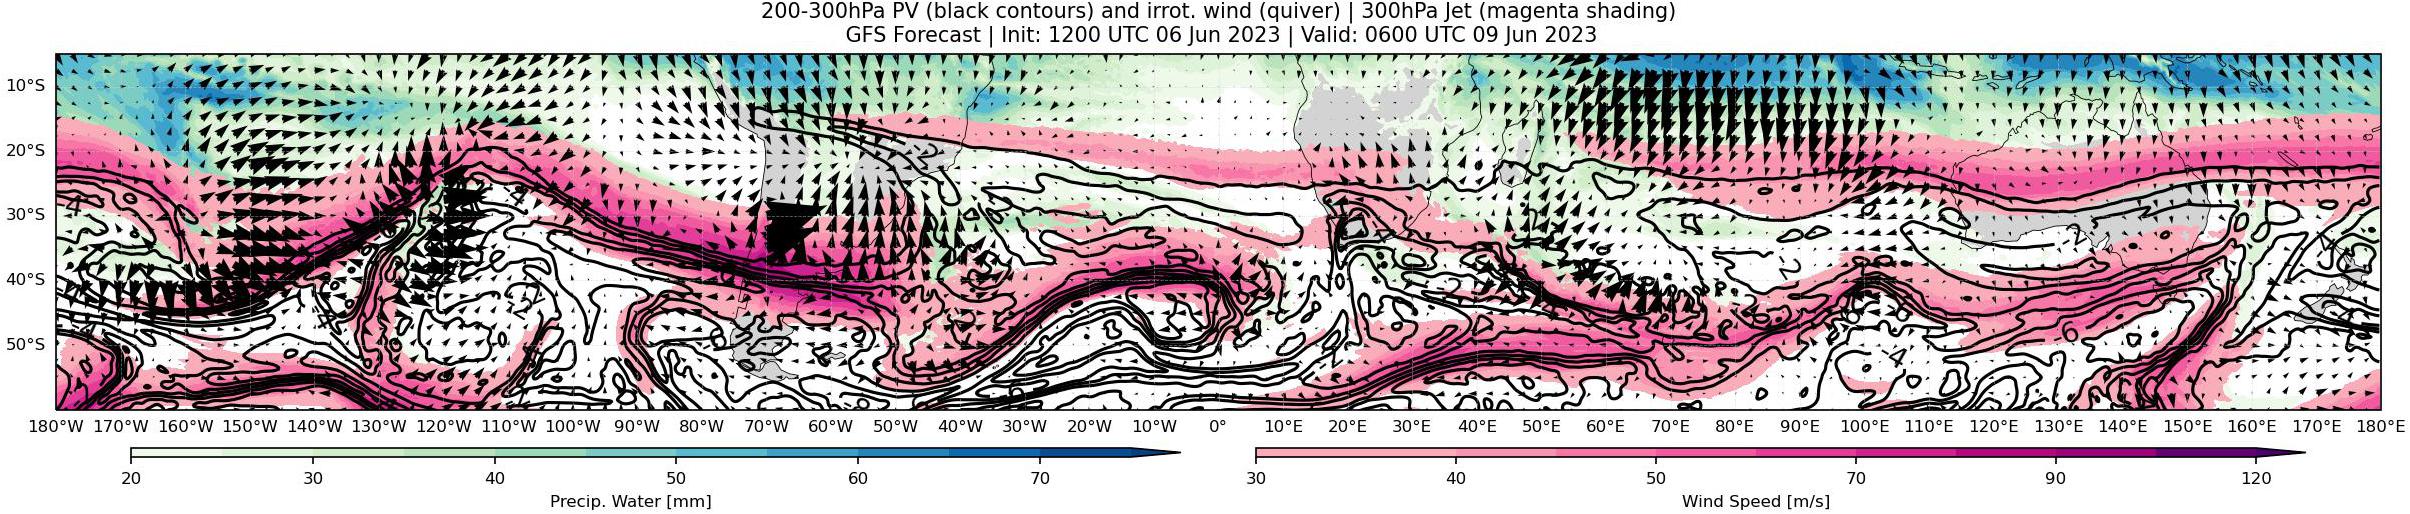 200-300hPa PV (black contours) and irrot. wind (quiver) | 300hPa Jet (magenta shading)
GFS Forecast | Init: 1200 UTC 06 Jun 2023 | Valid: 0600 UTC 09 Jun 2023
10°S
20°S
30°S
40°S
50°S
180°W 170°W 160°W 150°W 140°W 130°W 120°W 110°W 100°W 90°W 80°W 70°W 60°W 50°W 40°W 30°W 20°W 10°W 0° 10°E 20°E 30°E 40°E 50°E 60°E 70°E 80°E 90°E 100°E 110°E 120°E 130°E 140°E 150°E 160°E 170°E 180°E
20 30 40 50 60 70
Precip. Water [mm]
30 40 50 70 90 120
Wind Speed [m/s]